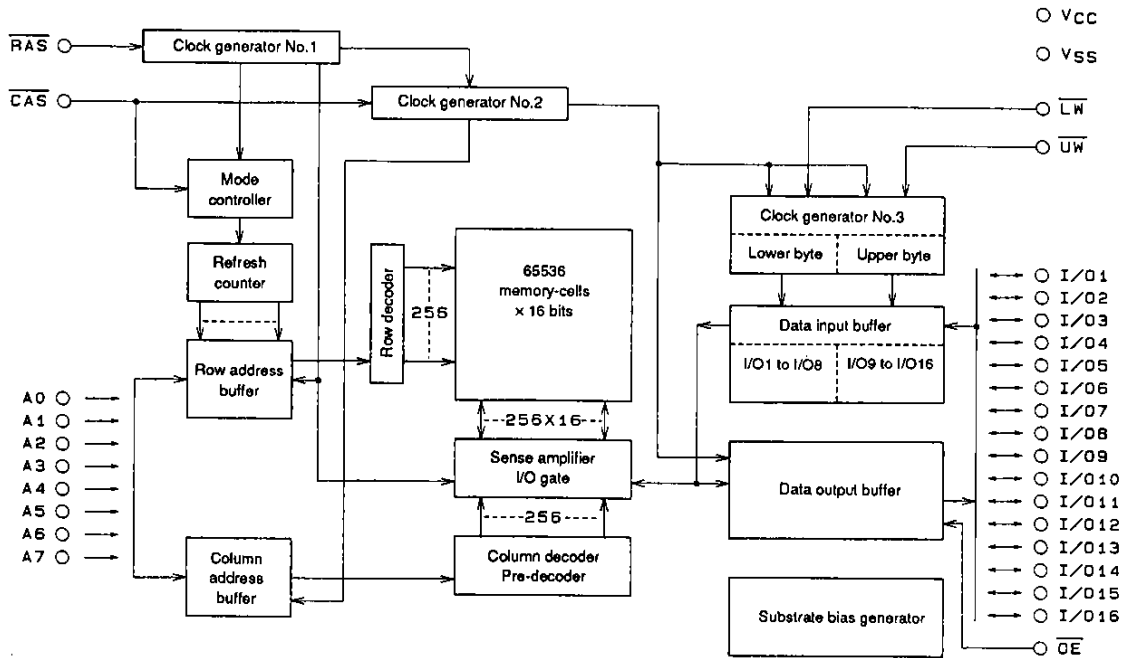 VCC
RAS
Clock generator No.1
VSS
CAS
Clock generator No.2
LW
UW
Mode
controller
Clock generator No.3
Lower byte
Upper byte
Refresh
counter
Row decoder
256
65536
memory-cells
× 16 bits
Data input buffer
I/O1 to I/O8
I/O9 to I/O16
Row address
buffer
256X16
Sense amplifier
I/O gate
Data output buffer
256
Column decoder
Pre-decoder
Column
address
buffer
Substrate bias generator
A0
A1
A2
A3
A4
A5
A6
A7
I/O1
I/O2
I/O3
I/O4
I/O5
I/O6
I/O7
I/O8
I/O9
I/O10
I/O11
I/O12
I/O13
I/O14
I/O15
I/O16
OE